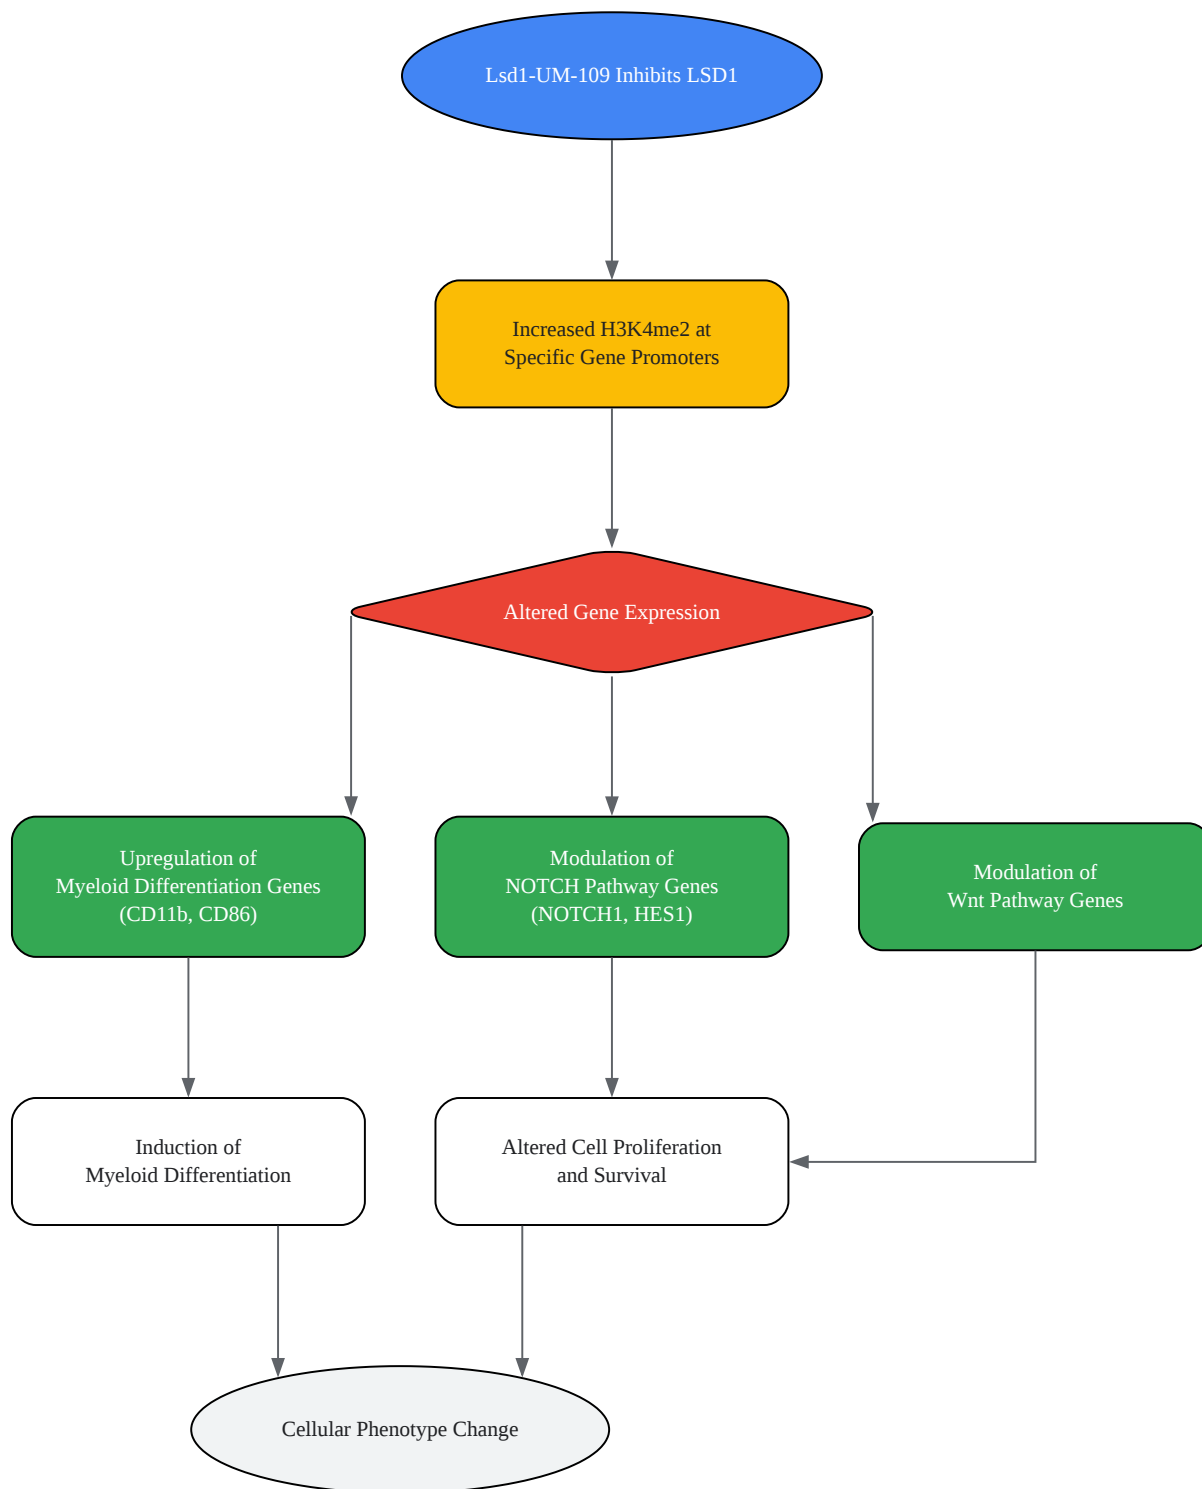 Lsd1-UM-109 Inhibits LSD1
Increased H3K4me2 at
Specific Gene Promoters
Altered Gene Expression
Upregulation of
Myeloid Differentiation Genes
(CD11b, CD86)
Modulation of
NOTCH Pathway Genes
(NOTCH1, HES1)
Modulation of
Wnt Pathway Genes
Induction of
Myeloid Differentiation
Altered Cell Proliferation
and Survival
Cellular Phenotype Change